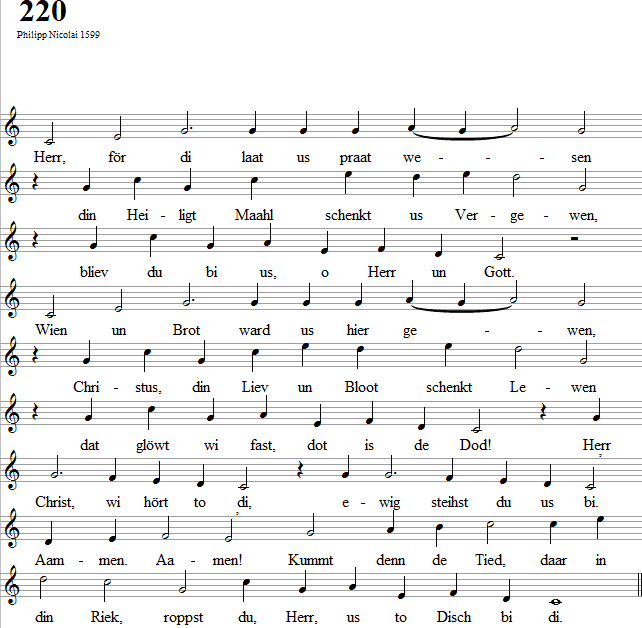 220
Philipp Nicolai 1599
Herr, för di laat us praat we - - - sen
din Hei - ligt Maahl schenkt us Ver - ge - wen,
bliev du bi us, o Herr un Gott.
Wien un Brot ward us hier ge - - - wen,
Chri - stus, din Liev un Bloot schenkt Le - wen
dat glöwt wi fast, dot is de Dod! Herr
Christ, wi hört to di, e - wig steihst du us bi.
Aam - men. Aa - men! Kummt denn de Tied, daar in
din Riek, roppst du, Herr, us to Disch bi di.